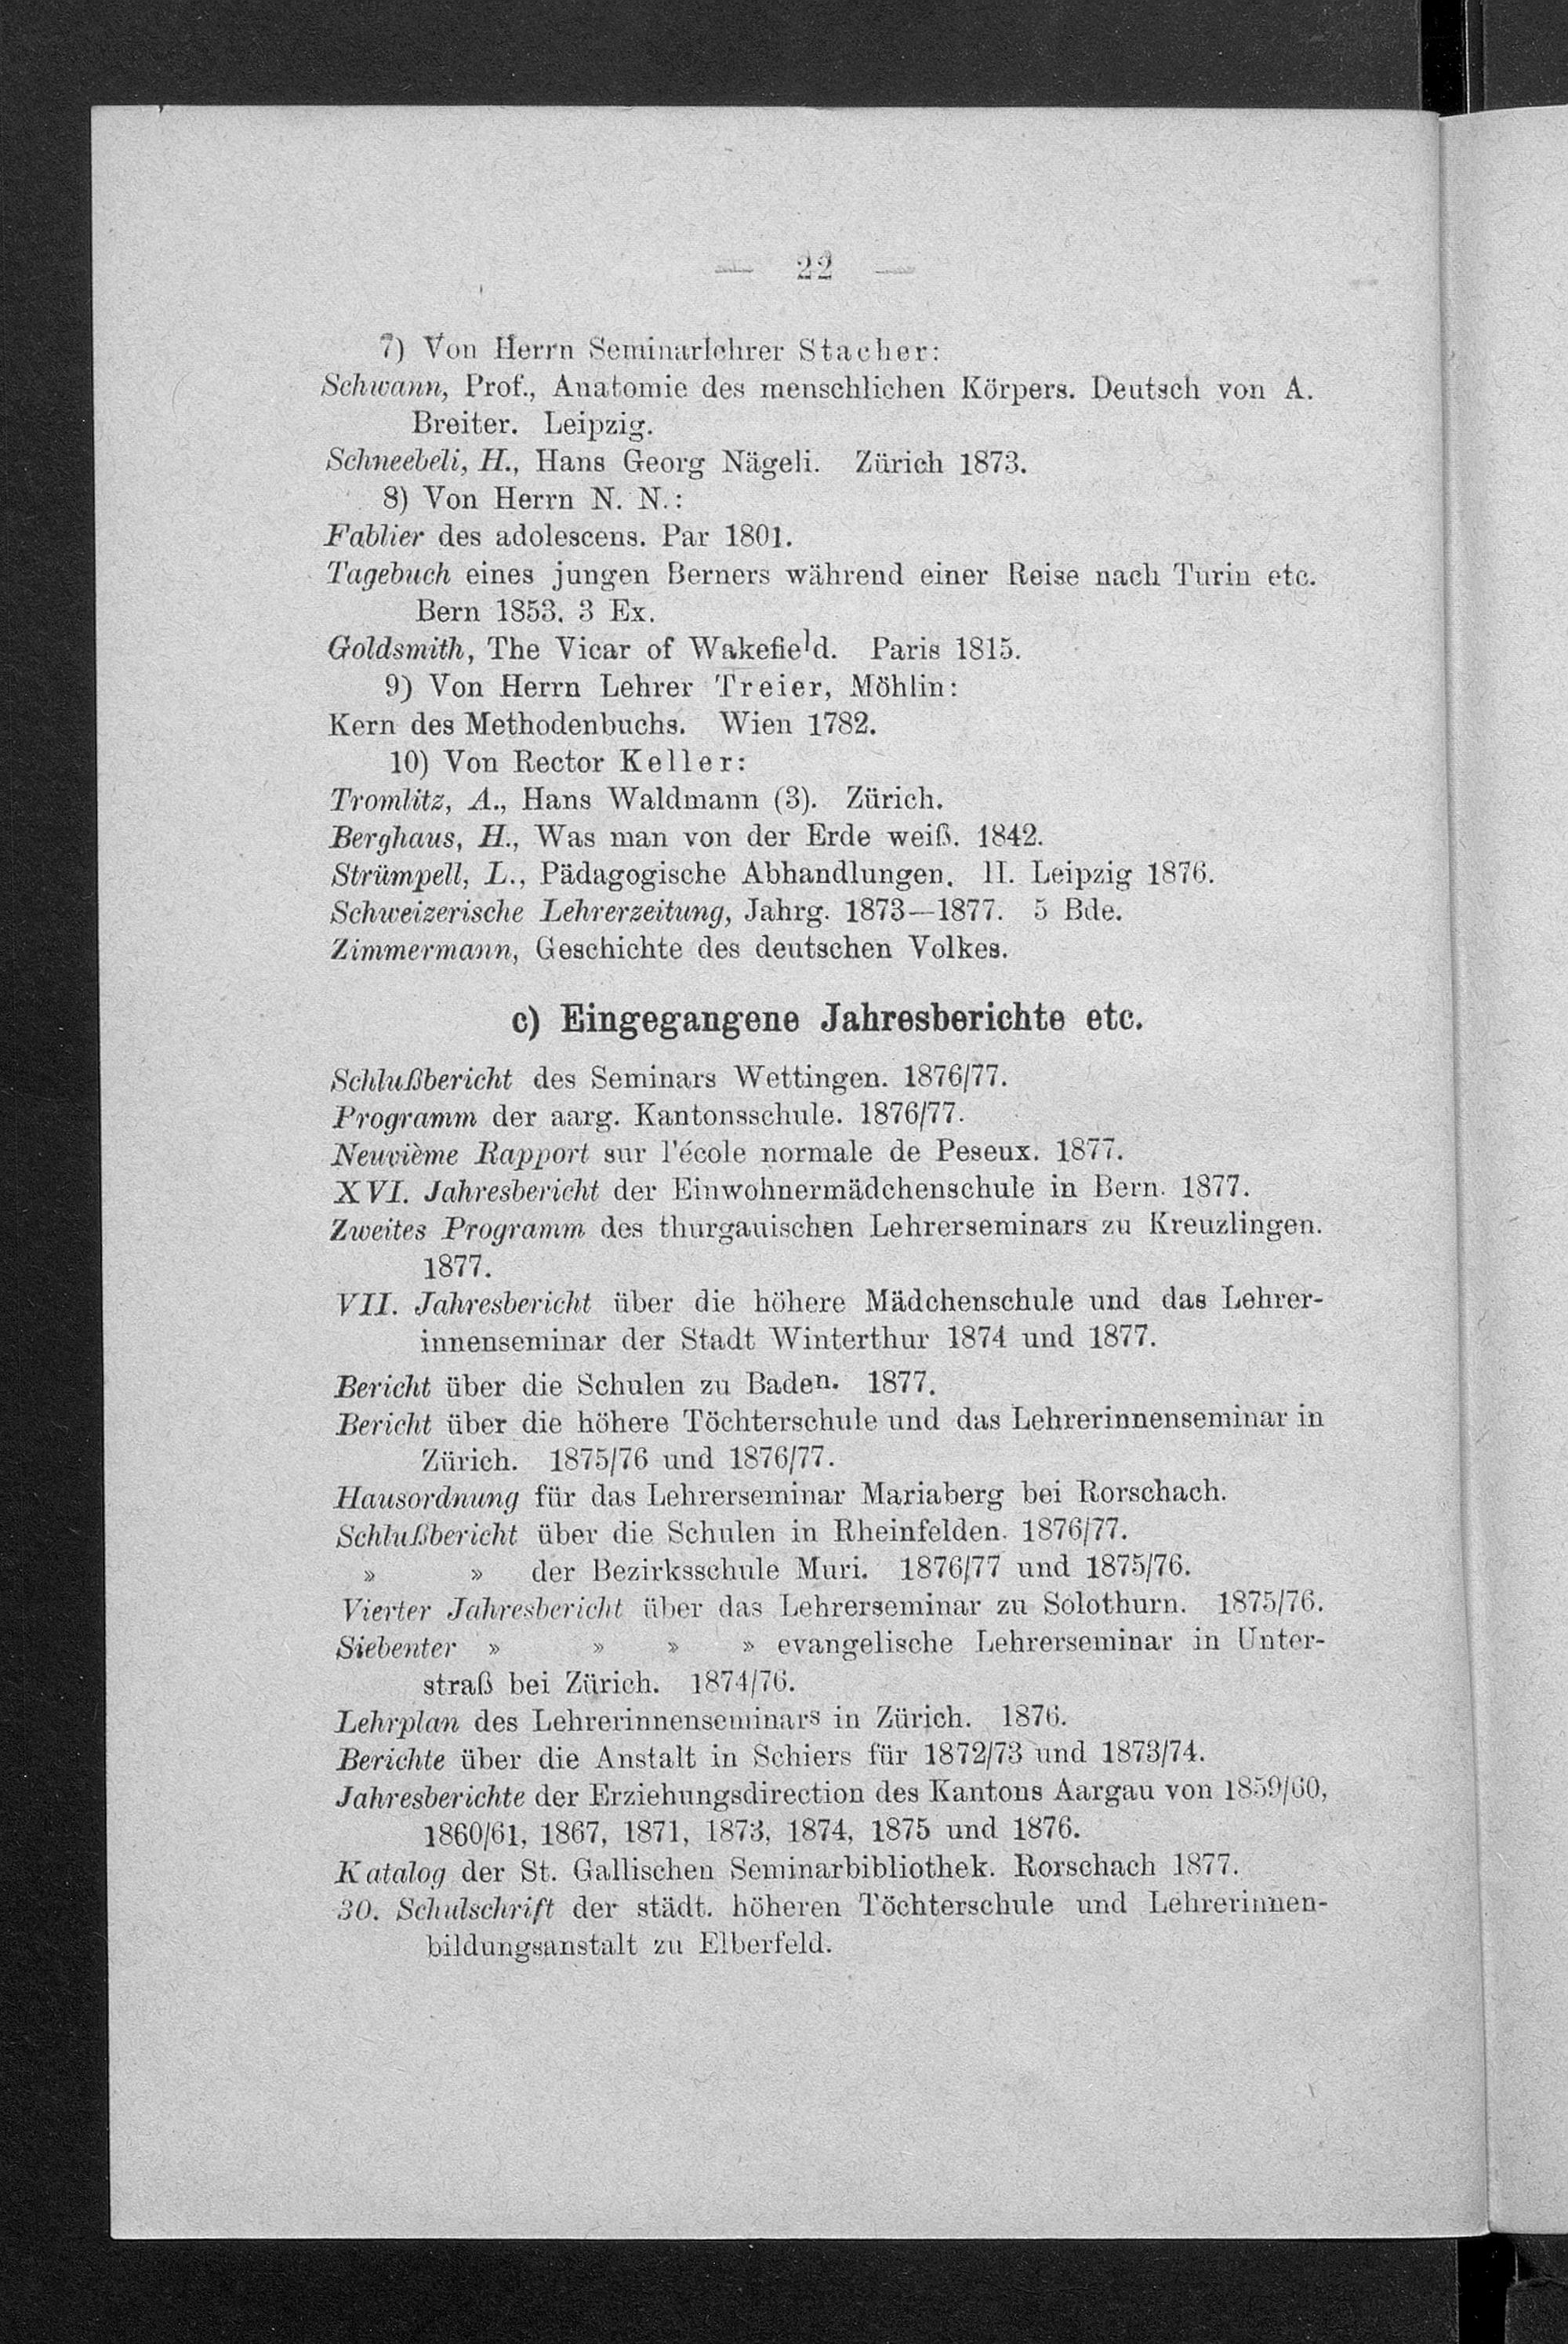 — 22 —
7) Von Herrn Seminarlehrer Stacher:
Schwann, Prof., Anatomie des menschlichen Körpers. Deutsch von A.
Breiter. Leipzig.
Schneebeli, H., Hans Georg Nägeli. Zürich 1873.
8) Von Herrn N. N.:
Fablier des adolescens. Par 1801.
Tagebuch eines jungen Berners während einer Reise nach Turin etc.
Bern 1853. 3 Ex.
Goldsmith, The Vicar of Wakefield. Paris 1815.
9) Von Herrn Lehrer Treier, Möhlin:
Kern des Methodenbuchs. Wien 1782.
10) Von Rector Keller:
Tromlitz, A., Hans Waldmann (3). Zürich.
Berghaus, H., Was man von der Erde weiß. 1842.
Strümpell, L., Pädagogische Abhandlungen. II. Leipzig 1876.
Schweizerische Lehrerzeitung, Jahrg. 1873—1877. 5 Bde.
Zimmermann, Geschichte des deutschen Volkes.
c) Eingegangene Jahresberichte etc.
Schlußbericht des Seminars Wettingen. 1876/77.
Programm der aarg. Kantonsschule. 1876/77.
Neuvième Rapport sur l'école normale de Peseux. 1877.
XVI. Jahresbericht der Einwohnermädchenschule in Bern. 1877.
Zweites Programm des thurgauischen Lehrerseminars zu Kreuzlingen.
1877.
VII. Jahresbericht über die höhere Mädchenschule und das Lehrer-
innenseminar der Stadt Winterthur 1874 und 1877.
Bericht über die Schulen zu Baden. 1877.
Bericht über die höhere Töchterschule und das Lehrerinnenseminar in
Zürich. 1875/76 und 1876/77.
Hausordnung für das Lehrerseminar Mariaberg bei Rorschach.
Schlußbericht über die Schulen in Rheinfelden. 1876/77.
» » der Bezirksschule Muri. 1876/77 und 1875/76.
Vierter Jahresbericht über das Lehrerseminar zu Solothurn. 1875/76.
Siebenter » » » » evangelische Lehrerseminar in Unter-
straß bei Zürich. 1874/76.
Lehrplan des Lehrerinnenseminars in Zürich. 1876.
Berichte über die Anstalt in Schiers für 1872/73 und 1873/74.
Jahresberichte der Erziehungsdirection des Kantons Aargau von 1859/60,
1860/61, 1867, 1871, 1873, 1874, 1875 und 1876.
Katalog der St. Gallischen Seminarbibliothek. Rorschach 1877.
30. Schulschrift der städt. höheren Töchterschule und Lehrerinnen-
bildungsanstalt zu Elberfeld.